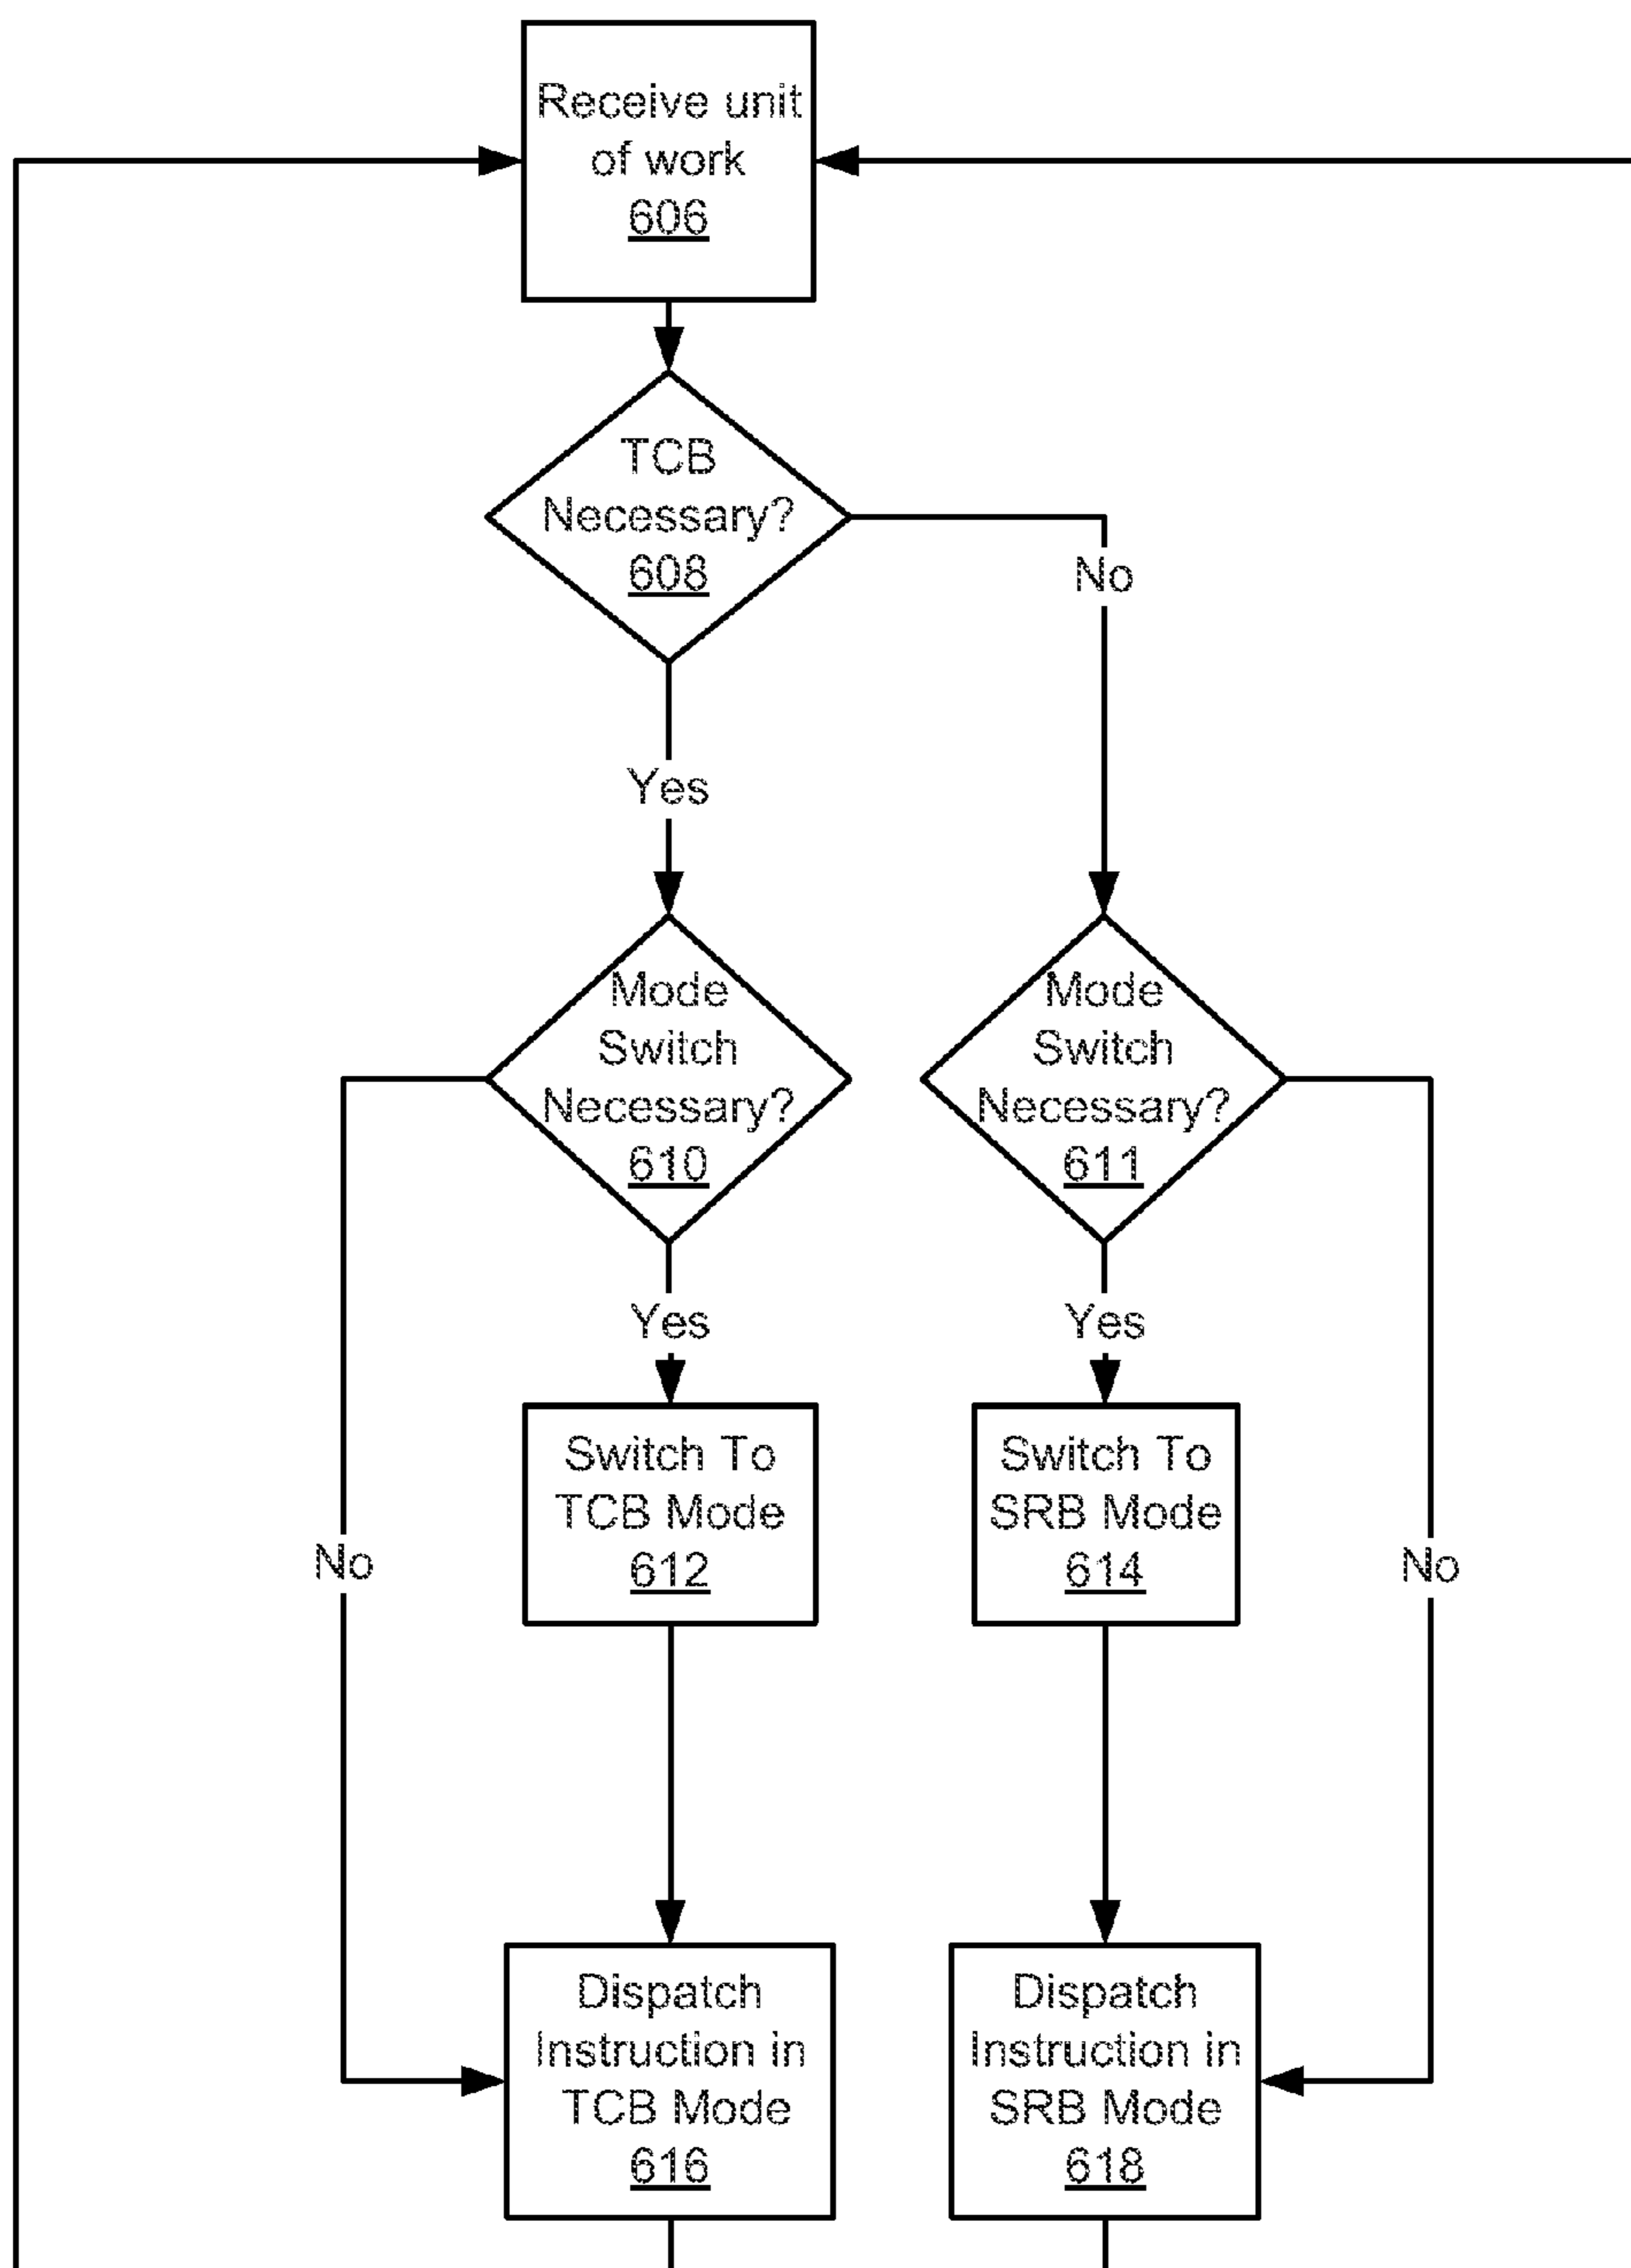 Receive unit
of work
606
TCB
Necessary?
608
No
Yes
Mode
Switch
Necessary?
610
Mode
Switch
Necessary?
611
Yes
Yes
Switch To
TCB Mode
612
Switch To
SRB Mode
614
No
No
Dispatch
Instruction in
TCB Mode
616
Dispatch
Instruction in
SRB Mode
618